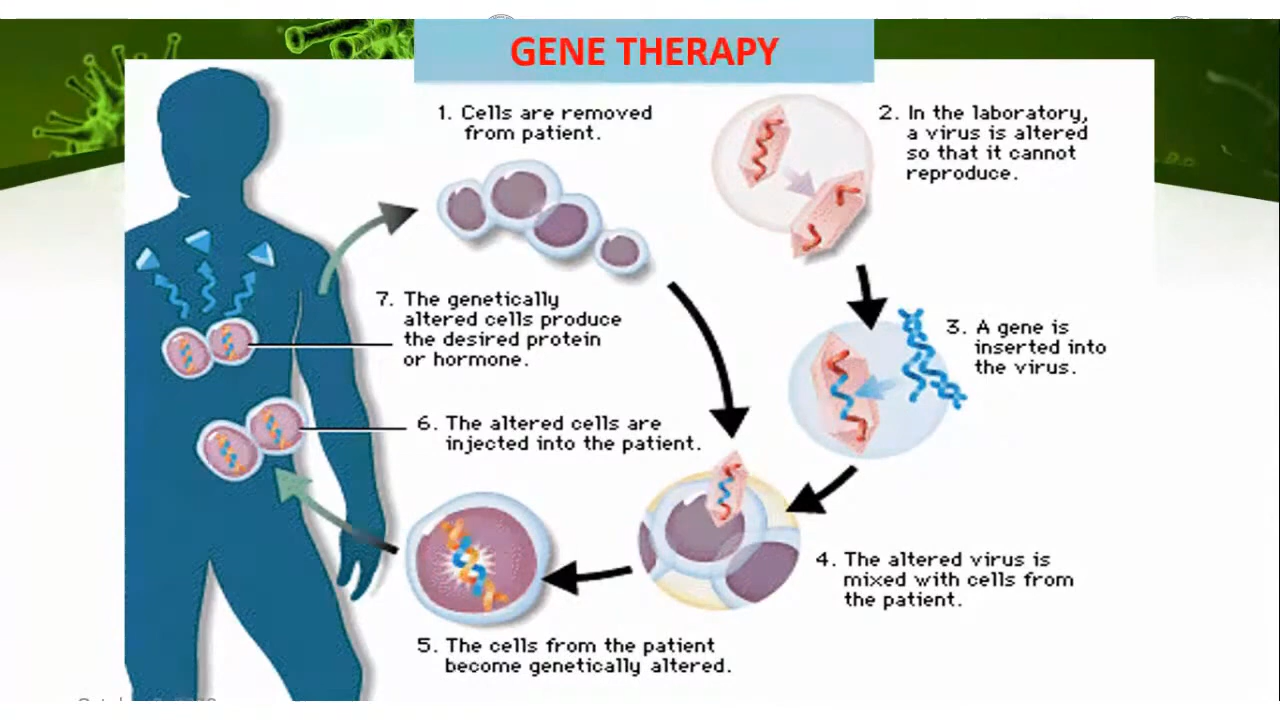 GENE THERAPY
1. Cells are removed
from patient.
2. In the laboratory,
a virus is altered
so that it cannot
reproduce.
3. A gene is
inserted into
the virus.
4. The altered virus is
mixed with cells from
the patient.
5. The cells from the patient
become genetically altered.
6. The altered cells are
injected into the patient.
7. The genetically
altered cells produce
the desired protein
or hormone.